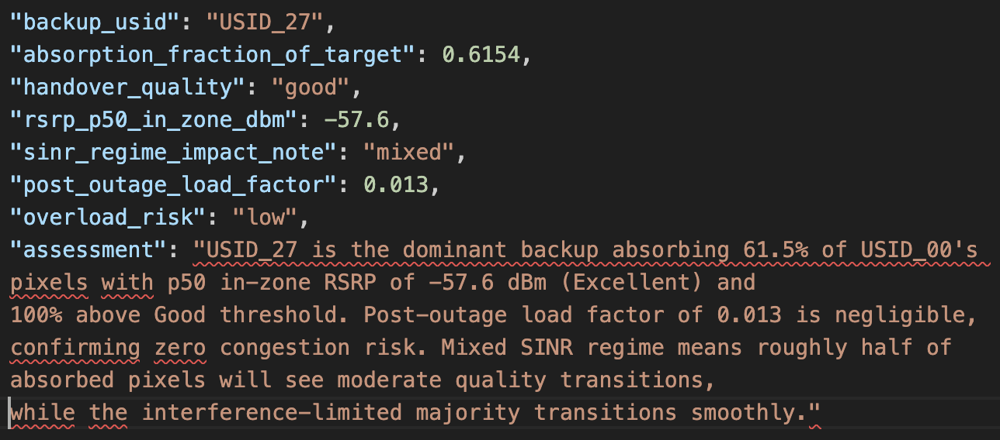 "backup_usid": "USID_27",
"absorption_fraction_of_target": 0.6154,
"handover_quality": "good",
"rsrp_p50_in_zone_dbm": -57.6,
"sinr_regime_impact_note": "mixed",
"post_outage_load_factor": 0.013,
"overload_risk": "low",
"assessment": "USID_27 is the dominant backup absorbing 61.5% of USID_00's
pixels with p50 in-zone RSRP of -57.6 dBm (Excellent) and
100% above Good threshold. Post-outage load factor of 0.013 is negligible,
confirming zero congestion risk. Mixed SINR regime means roughly half of
absorbed pixels will see moderate quality transitions,
while the interference-limited majority transitions smoothly."